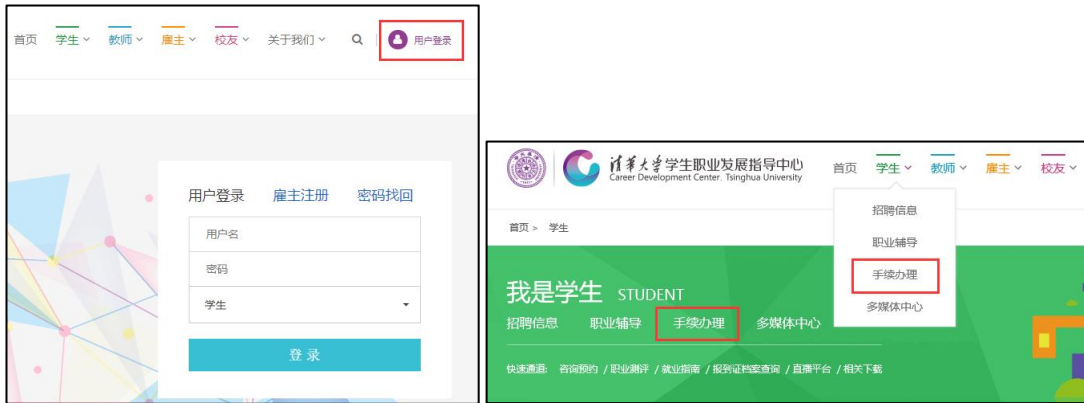 首页 学生 教师 雇主 校友 关于我们 用户登录
用户登录 雇主注册 密码找回
用户名
密码
学生
登录
清华大学学生职业发展指导中心
Career Development Center. Tsinghua University
首页 学生 教师 雇主 校友
招聘信息
职业辅导
手续办理
多媒体中心
首页 > 学生
我是学生 STUDENT
招聘信息 职业辅导 手续办理 多媒体中心
快速通道: 咨询预约 / 职业测评 / 就业指南 / 报到证档案查询 / 直播平台 / 相关下载